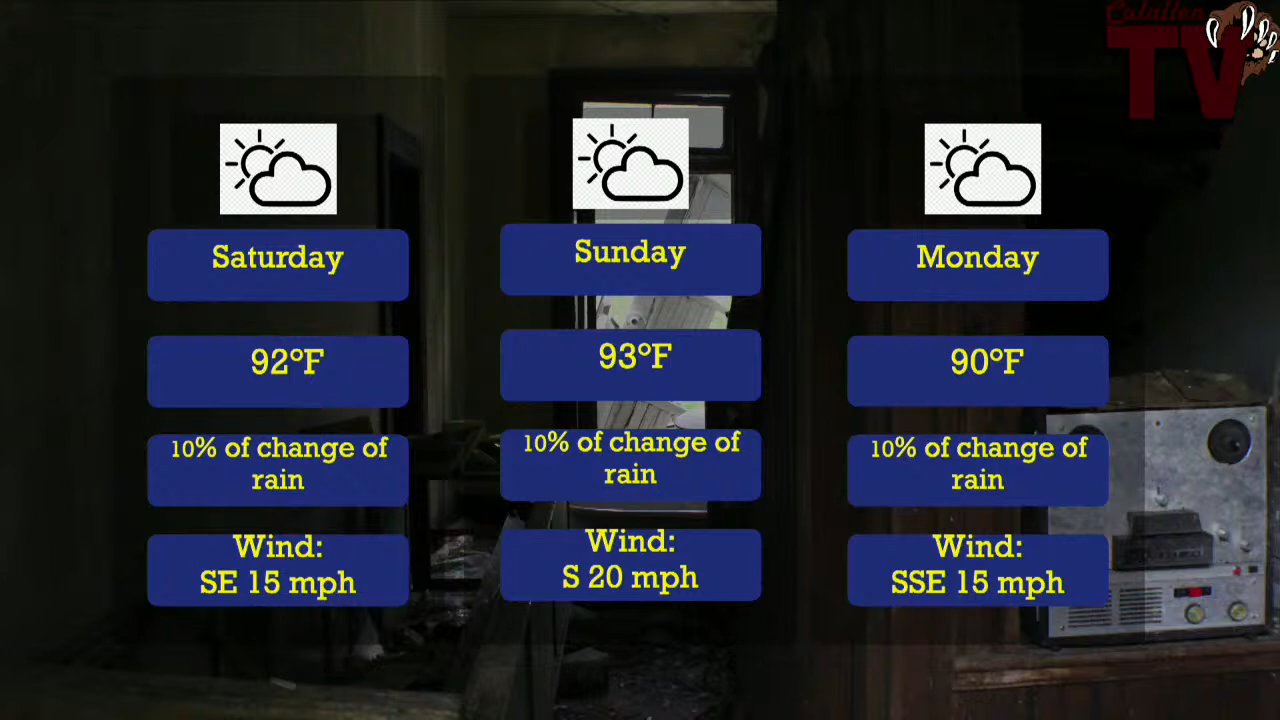 Calallen
TV
Saturday
Sunday
Monday
92°F
93°F
90°F
10% of change of
rain
10% of change of
rain
10% of change of
rain
Wind:
SE 15 mph
Wind:
S 20 mph
Wind:
SSE 15 mph